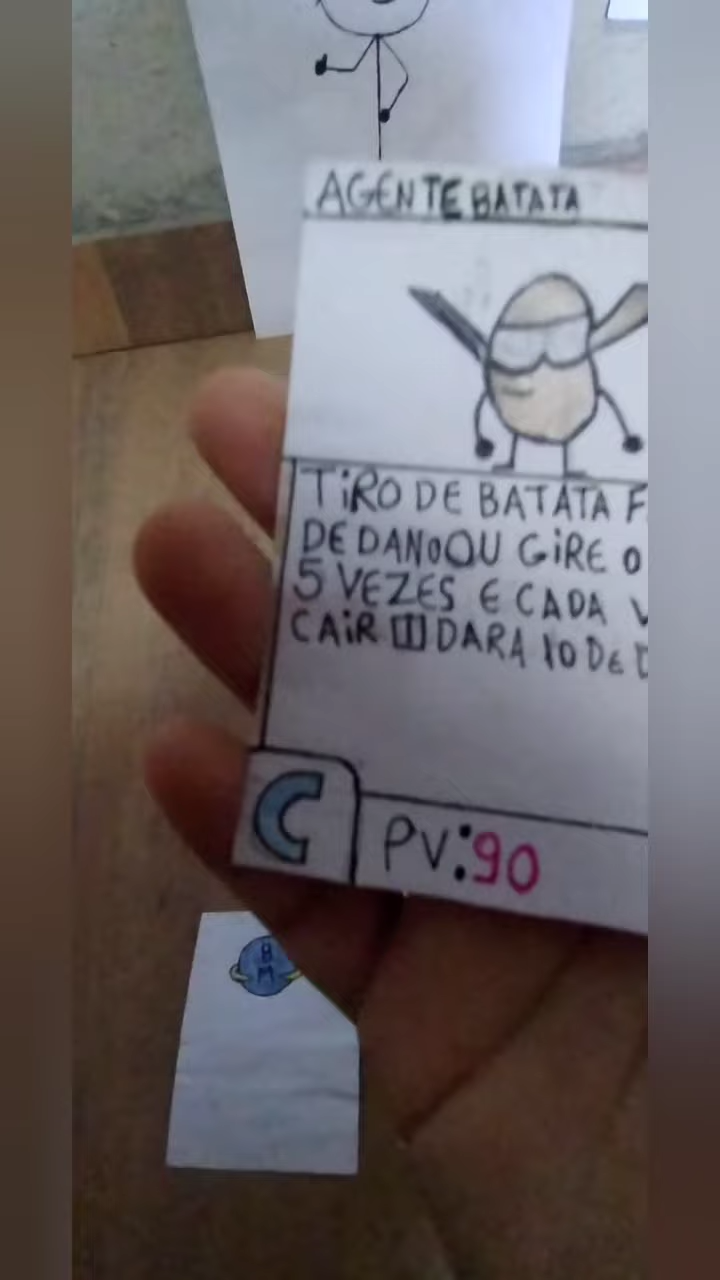 AGENTE BATATA
TiRO DE BATATA F
DE DANO OU GiRE O
5 VEZES E CADA V
CAiR DARA 10 DE D
C
PV:90
B
M